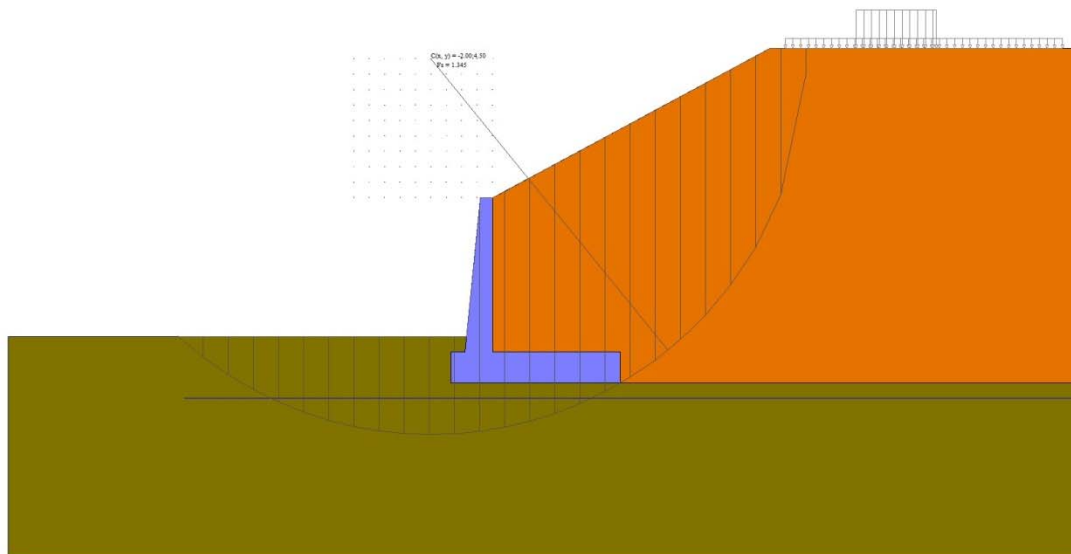 C(x, y) = -2.00;4.50
Fs = 1.345